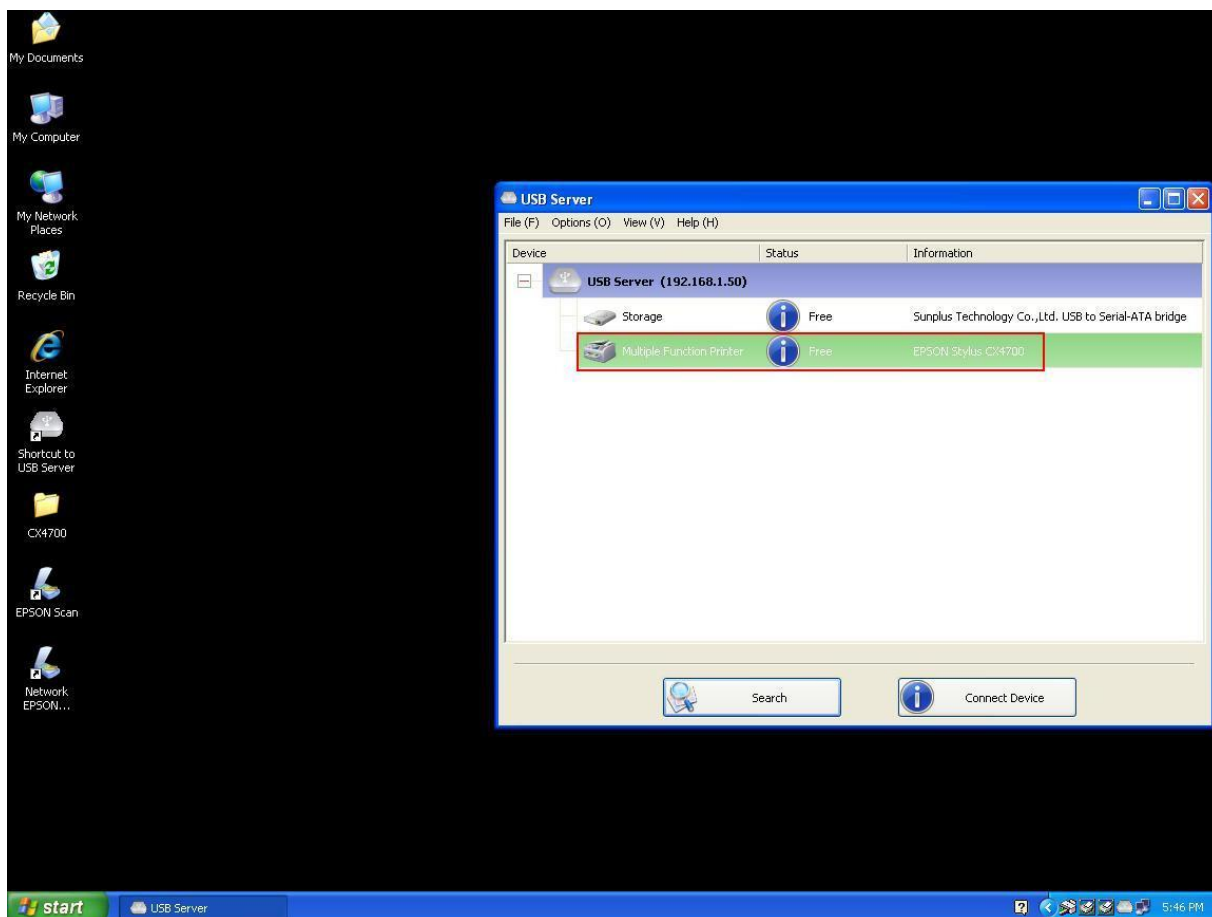 My Documents
My Computer
My Network
Places
Recycle Bin
Internet
Explorer
Shortcut to
USB Server
CX4700
EPSON Scan
Network
EPSON...
USB Server
File (F) Options (O) View (V) Help (H)
Device Status Information
USB Server (192.168.1.50)
Storage Free Sunplus Technology Co.,Ltd. USB to Serial-ATA bridge
Multiple Function Printer Free EPSON Stylus CX4700
Search Connect Device
start USB Server 5:46 PM